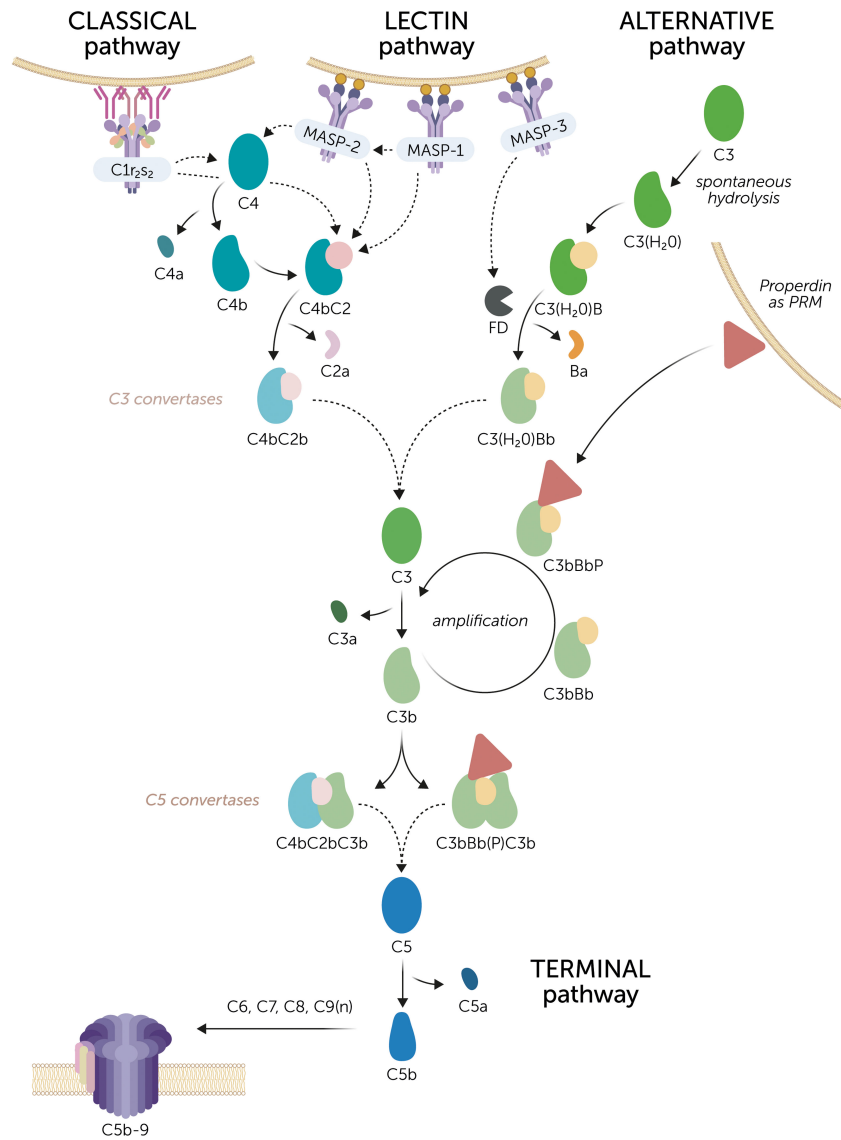 CLASSICAL
pathway
LECTIN
pathway
ALTERNATIVE
pathway
MASP-2
MASP-1
MASP-3
C1r₂s₂
C4
C3
spontaneous
hydrolysis
C3(H₂0)
C4a
C4b
C4bC2
FD
C3(H₂0)B
Properdin
as PRM
C2a
Ba
C3 convertases
C4bC2b
C3(H₂0)Bb
C3bBbP
C3
C3a
amplification
C3bBb
C3b
C5 convertases
C4bC2bC3b
C3bBb(P)C3b
C5
TERMINAL
pathway
C5a
C6, C7, C8, C9(n)
C5b
C5b-9